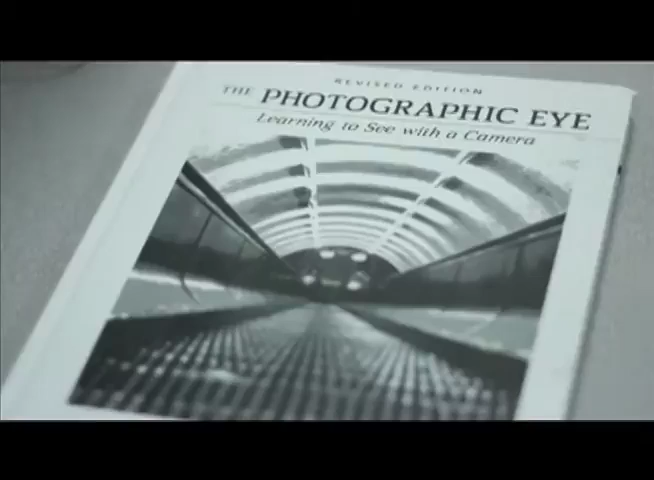 REVISED EDITION
THE PHOTOGRAPHIC EYE
Learning to See with a Camera